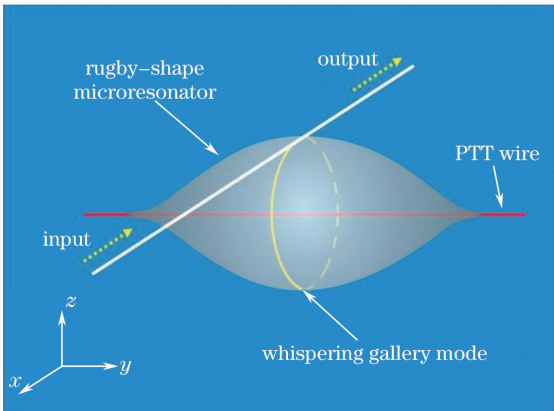 output
rugby-shape
microresonator
PTT wire
input
whispering gallery mode
z
y
x